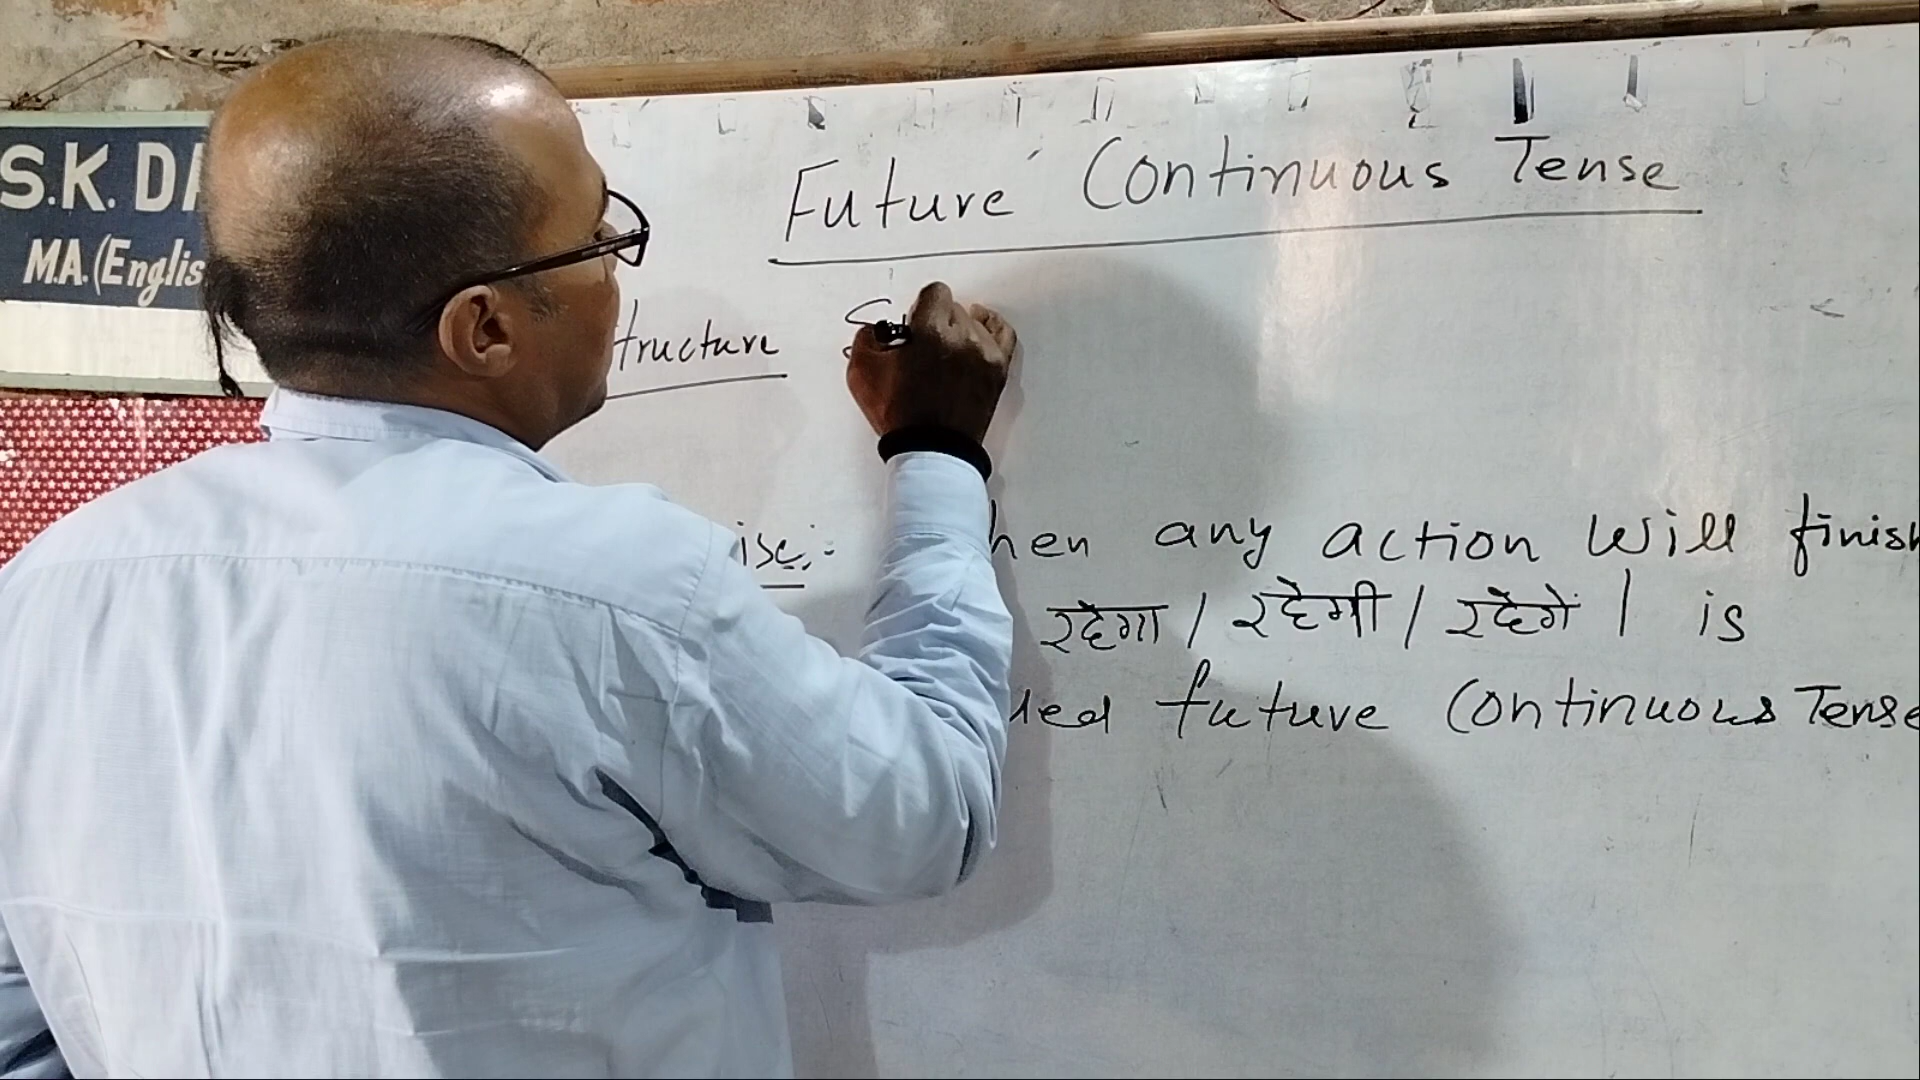 S.K. DA
M.A. (Englis
Future Continuous Tense
tructure S
ise:- hen any action will finish
रहेगा / रहेगी / रहेगें | is
led future Continuous Tense